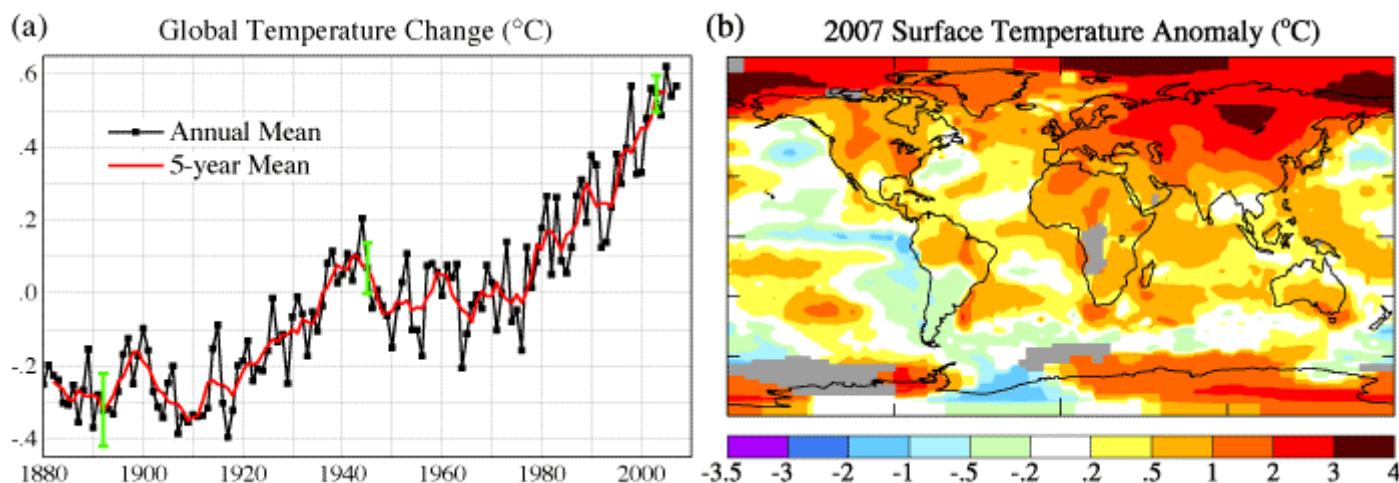 (a) Global Temperature Change (°C)
.6
.4
.2
.0
-.2
-.4
Annual Mean
5-year Mean
1880 1900 1920 1940 1960 1980 2000
(b) 2007 Surface Temperature Anomaly (°C)
-3.5 -3 -2 -1 -.5 -.2 .2 .5 1 2 3 4